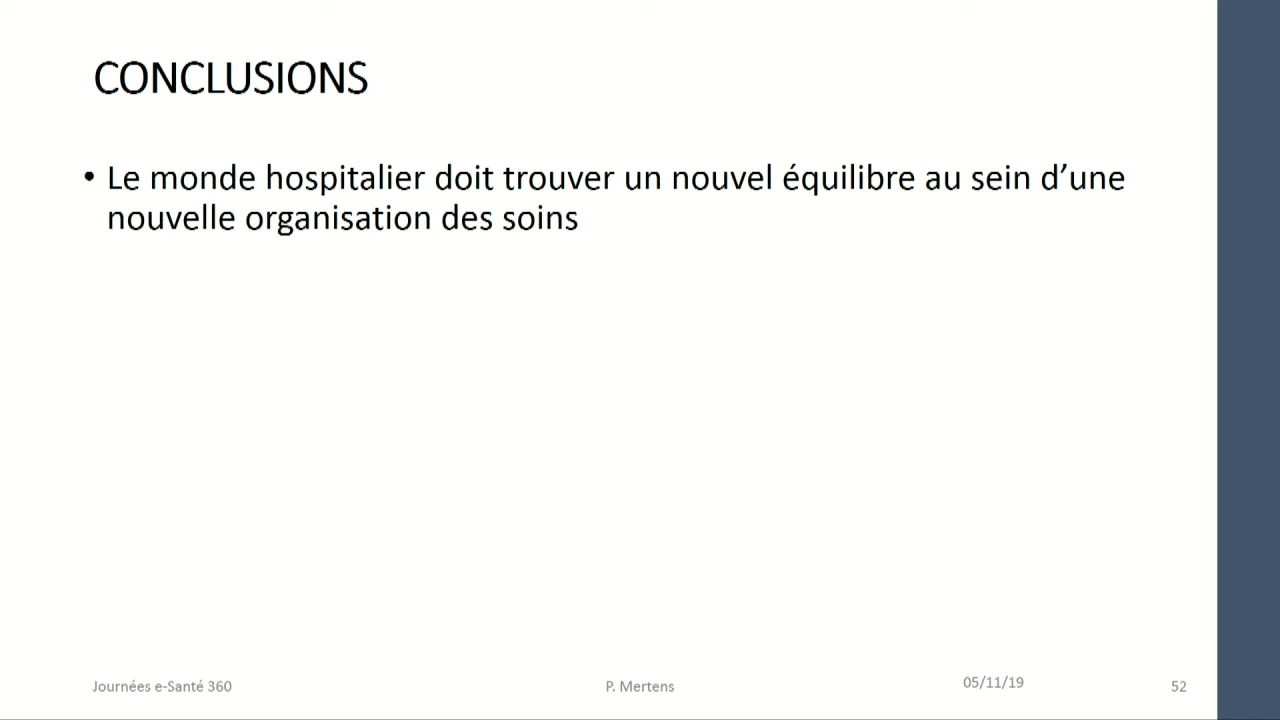 CONCLUSIONS
• Le monde hospitalier doit trouver un nouvel équilibre au sein d’une
nouvelle organisation des soins
Journées e-Santé 360
P. Mertens
05/11/19
52